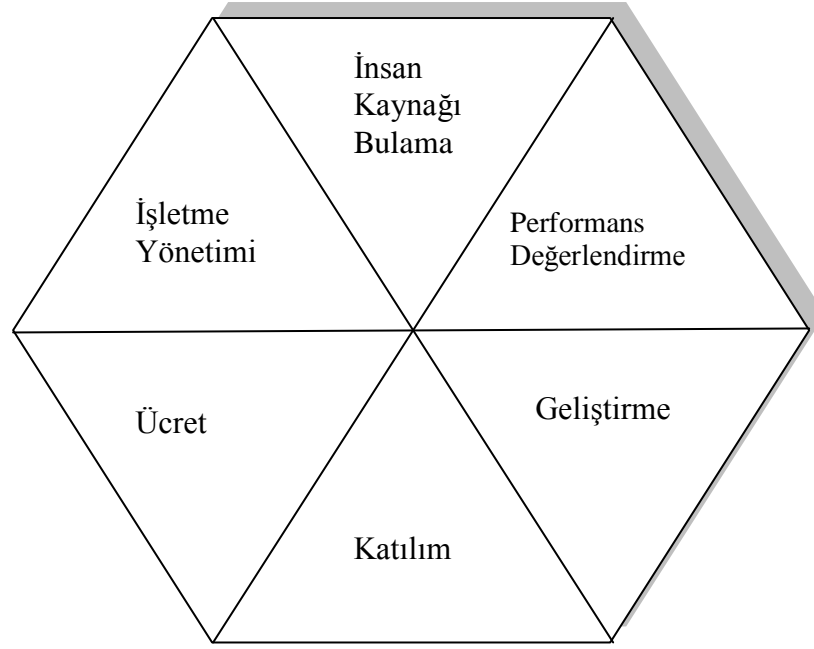 İnsan
Kaynağı
Bulama
İşletme
Yönetimi
Performans
Değerlendirme
Ücret
Geliştirme
Katılım